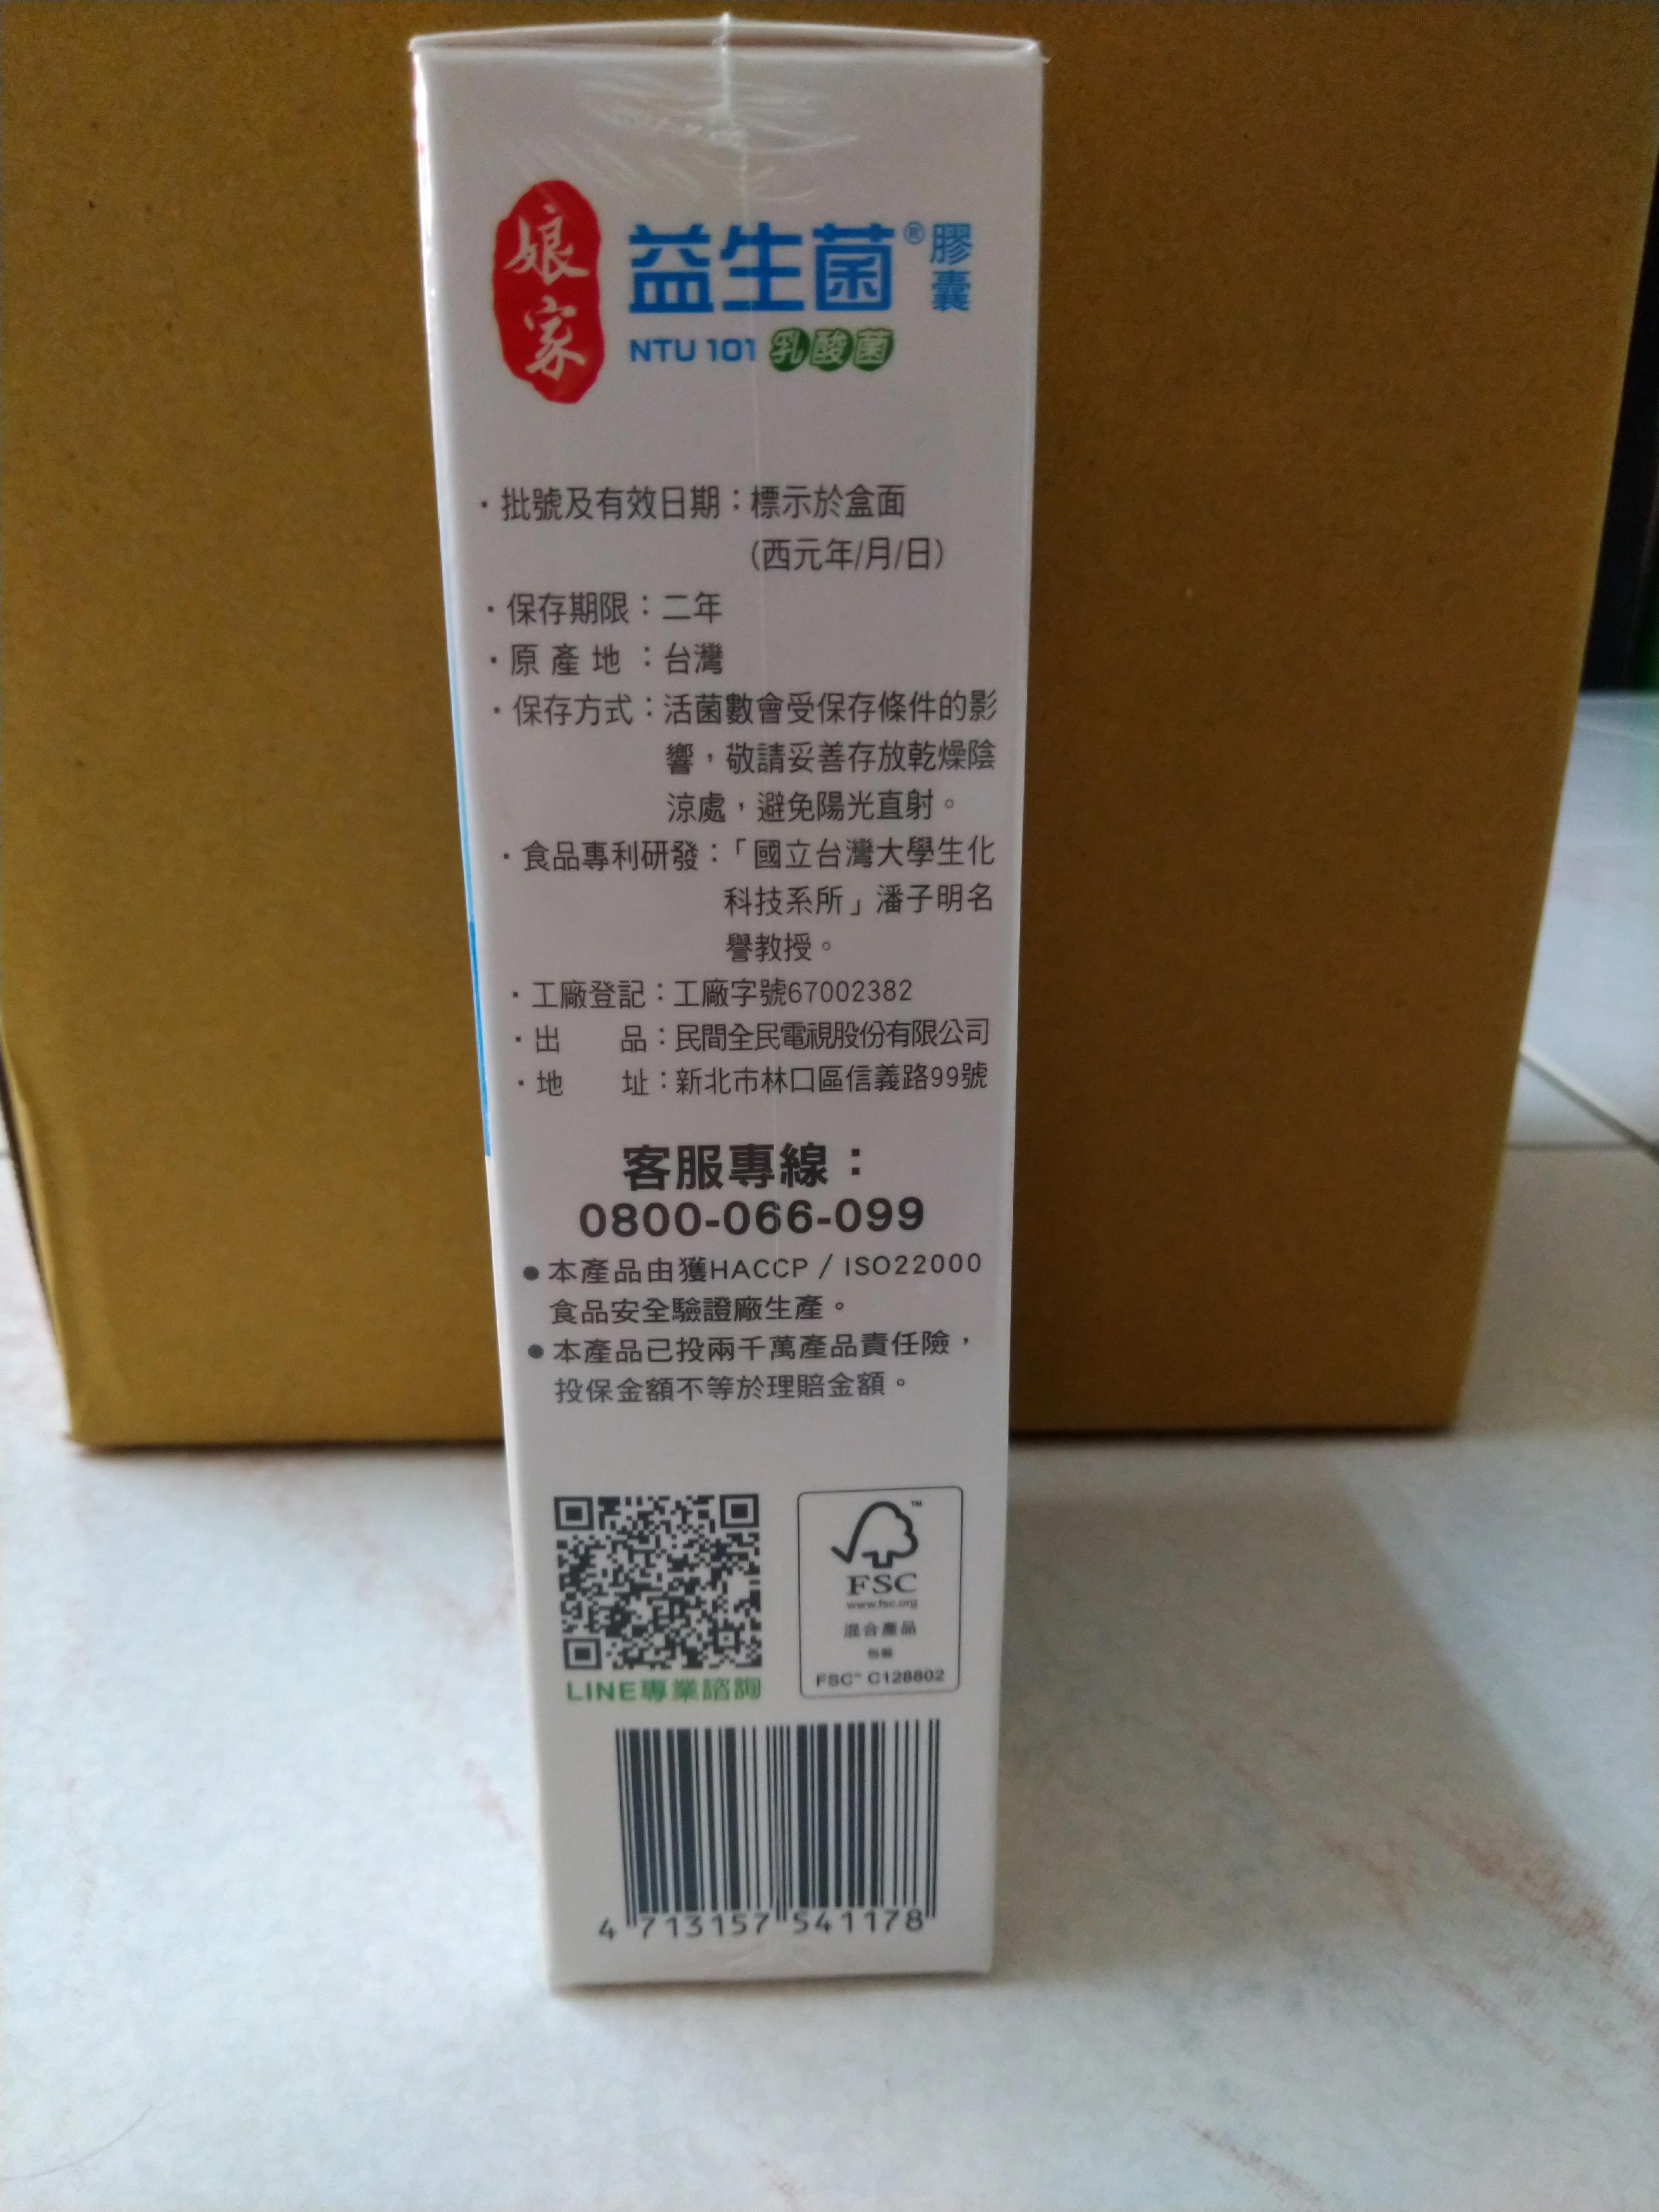 娘家
益生菌®膠囊
NTU 101 乳酸菌
·批號及有效日期：標示於盒面
(西元年/月/日)
·保存期限：二年
·原產地：台灣
·保存方式：活菌數會受保存條件的影
響，敬請妥善存放乾燥陰
涼處，避免陽光直射。
·食品專利研發：「國立台灣大學生化
科技系所」潘子明名
譽教授。
·工廠登記：工廠字號67002382
·出　　品：民間全民電視股份有限公司
·地　　址：新北市林口區信義路99號
客服專線：
0800-066-099
●本產品由獲HACCP / ISO22000
食品安全驗證廠生產。
●本產品已投兩千萬產品責任險，
投保金額不等於理賠金額。
LINE專業諮詢
™
FSC
www.fsc.org
混合產品
包裝
FSC™ C128802
4 713157 541178